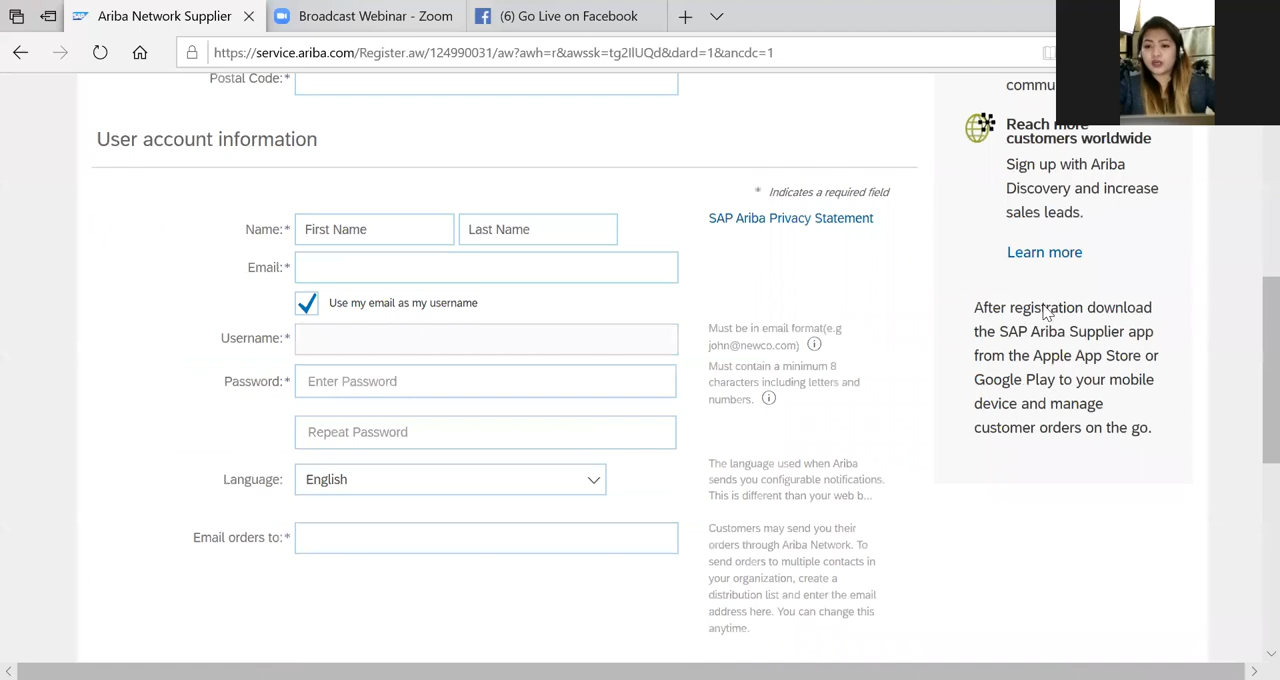 Ariba Network Supplier
Broadcast Webinar - Zoom
(6) Go Live on Facebook
https://service.ariba.com/Register.aw/124990031/aw?awh=r&awssk=tg2IlUQd&dard=1&ancdc=1
Postal Code:*
User account information
* Indicates a required field
Name:*
First Name
Last Name
SAP Ariba Privacy Statement
Email:*
Use my email as my username
Username:*
Must be in email format(e.g
john@newco.com)
Password:*
Enter Password
Must contain a minimum 8
characters including letters and
numbers.
Repeat Password
Language:
English
The language used when Ariba
sends you configurable notifications.
This is different than your web b...
Email orders to:*
Customers may send you their
orders through Ariba Network. To
send orders to multiple contacts in
your organization, create a
distribution list and enter the email
address here. You can change this
anytime.
commu
Reach more
customers worldwide
Sign up with Ariba
Discovery and increase
sales leads.
Learn more
After registration download
the SAP Ariba Supplier app
from the Apple App Store or
Google Play to your mobile
device and manage
customer orders on the go.